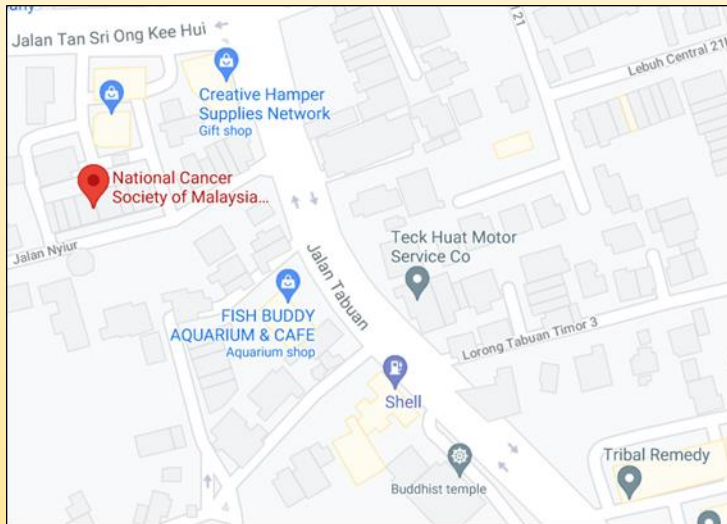 any
Jalan Tan Sri Ong Kee Hui
Creative Hamper
Supplies Network
Gift shop
t 21
Lebuh Central 21
National Cancer
Society of Malaysia...
Jalan Nyiur
Jalan Tabuan
Teck Huat Motor
Service Co
FISH BUDDY
AQUARIUM & CAFE
Aquarium shop
Lorong Tabuan Timor 3
Shell
Tribal Remedy
Buddhist temple